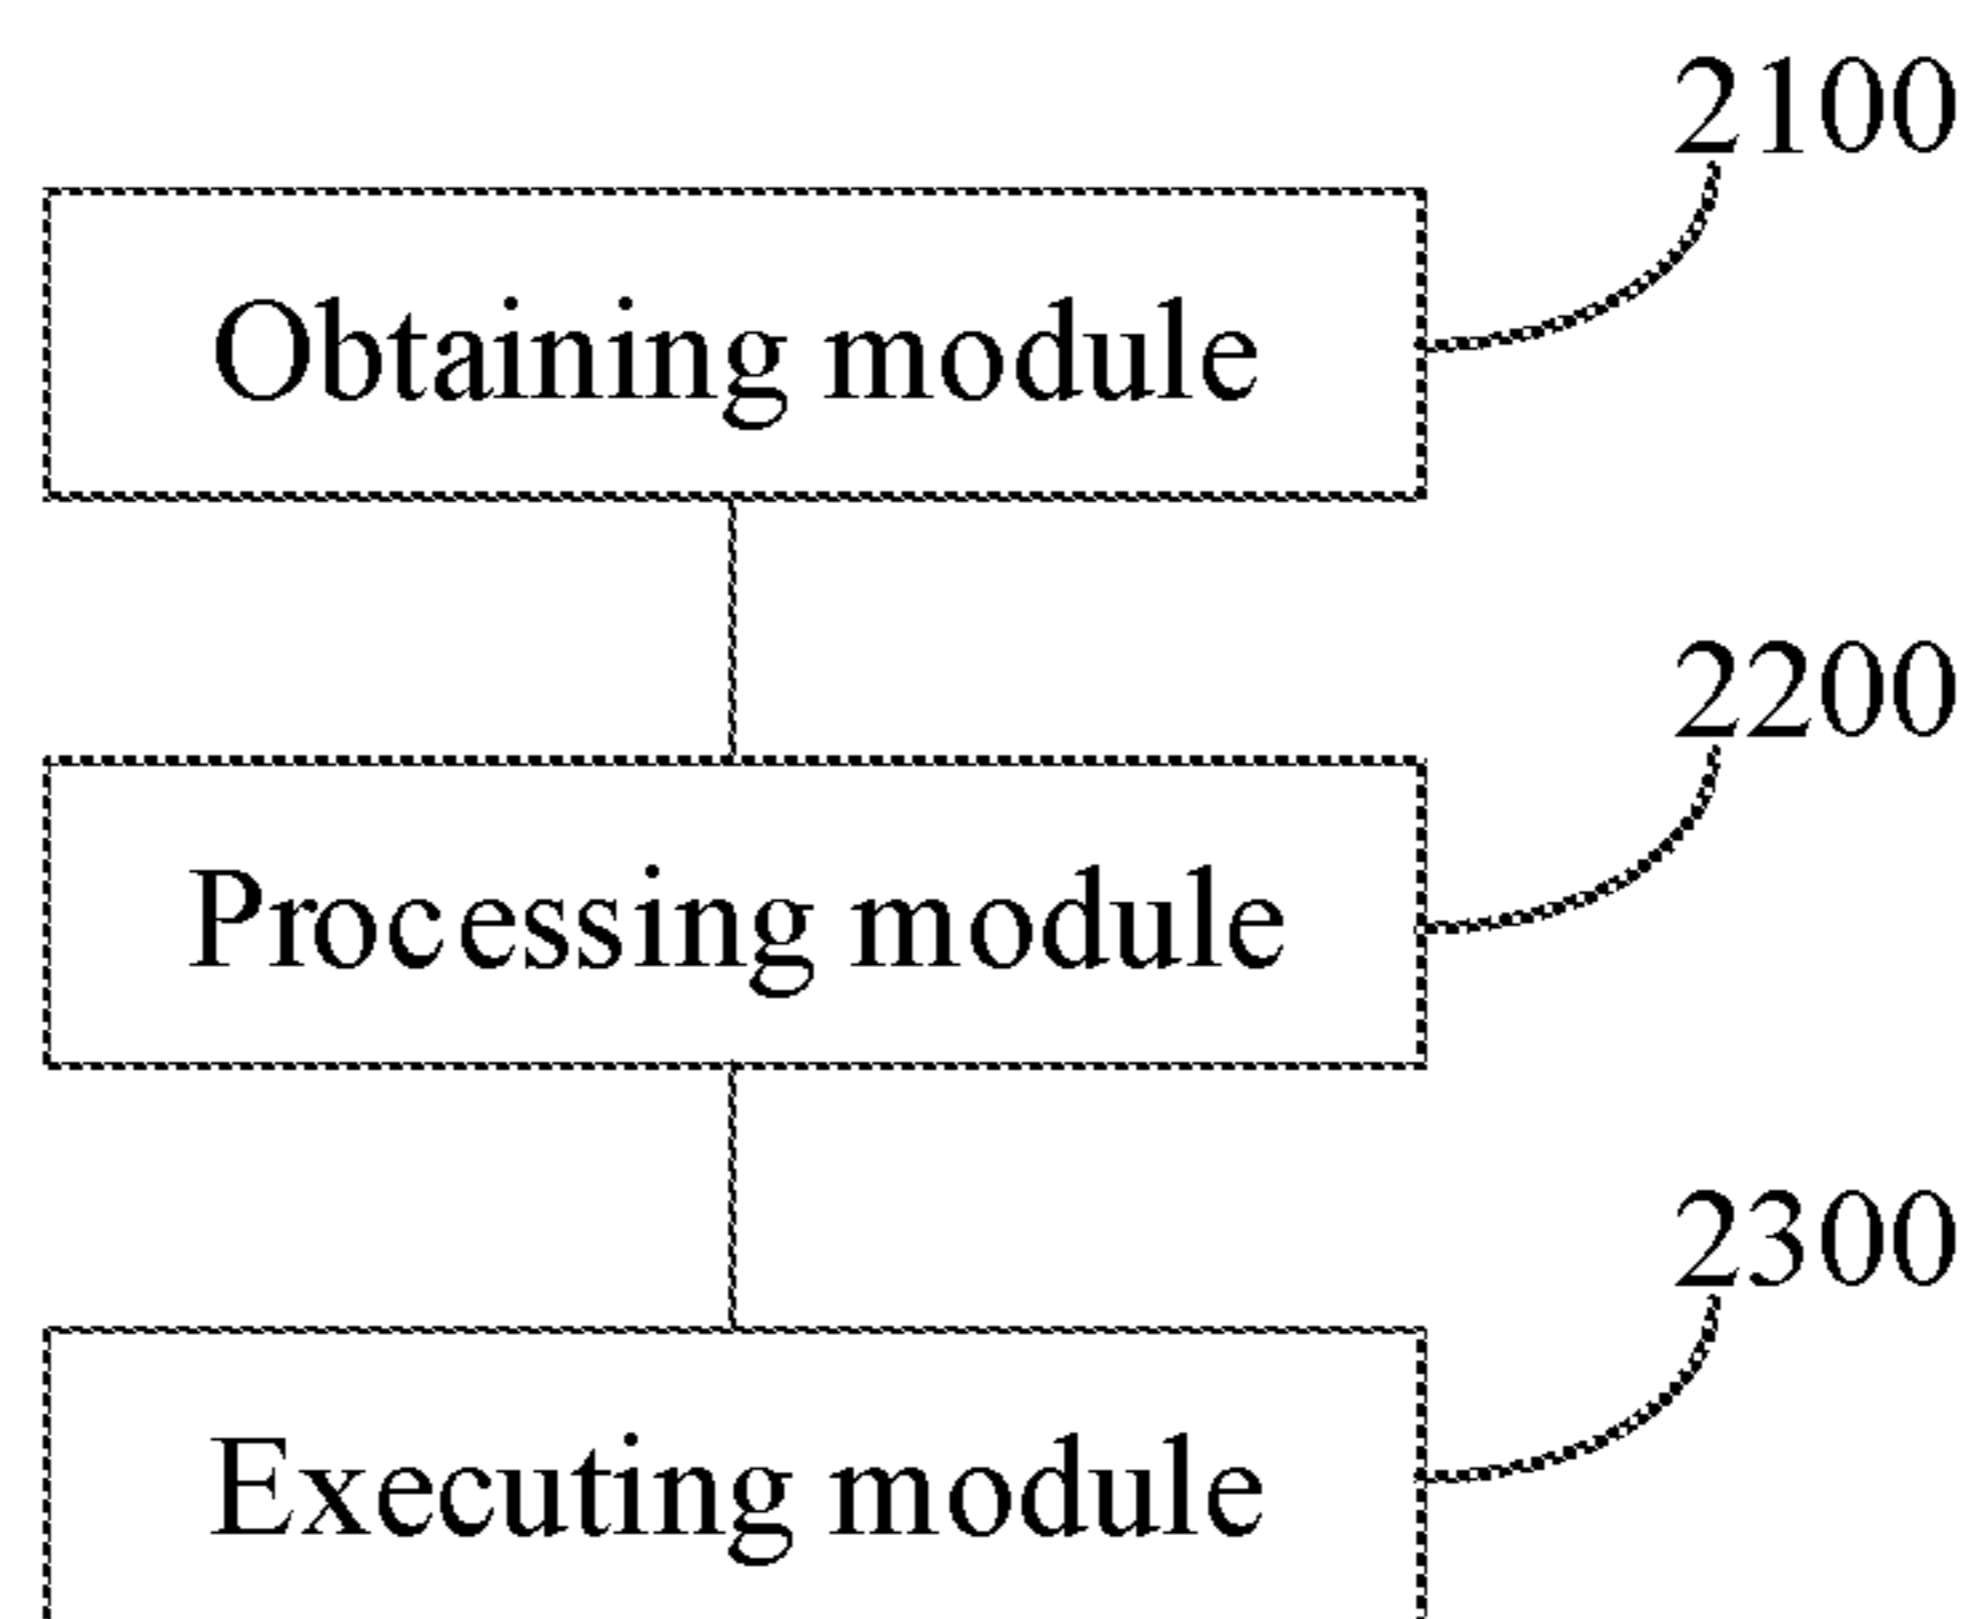 2100
Obtaining module
2200
Processing module
2300
Executing module